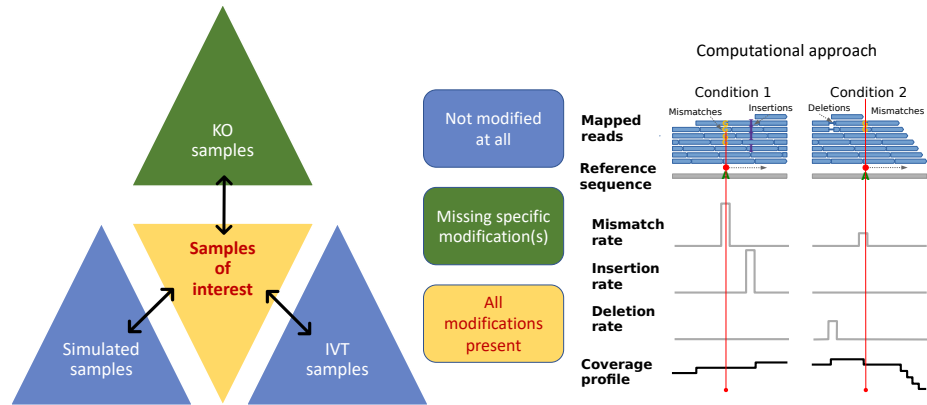 KO
samples
Samples
of
interest
Simulated
samples
IVT
samples
Not modified
at all
Missing specific
modification(s)
All
modifications
present
Computational approach
Condition 1
Condition 2
Mismatches
Insertions
Deletions
Mismatches
Mapped
reads
Reference
sequence
A
A
Mismatch
rate
Insertion
rate
Deletion
rate
Coverage
profile